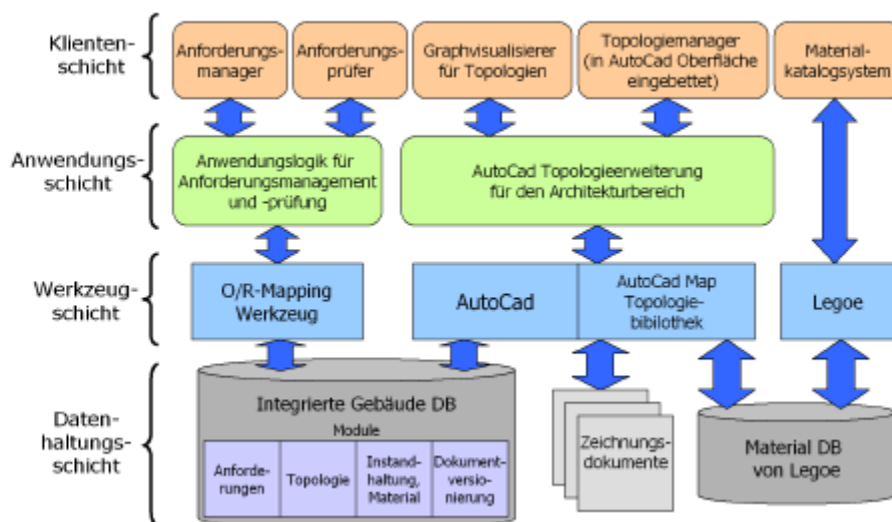 Klienten-
schicht
Anforderungs-
manager
Anforderungs-
prüfer
Graphvisualisierer
für Topologien
Topologiemanager
(in AutoCad Oberfläche
eingebettet)
Material-
katalogsystem
Anwendungs-
schicht
Anwendungslogik für
Anforderungsmanagement
und -prüfung
AutoCad Topologieerweiterung
für den Architekturbereich
Werkzeug-
schicht
O/R-Mapping
Werkzeug
AutoCad
AutoCad Map
Topologie-
bibilothek
Legoe
Daten-
haltungs-
schicht
Integrierte Gebäude DB
Module
Anforde-
rungen
Topologie
Instand-
haltung,
Material
Dokument-
versio-
nierung
Zeichnungs-
dokumente
Material DB
von Legoe